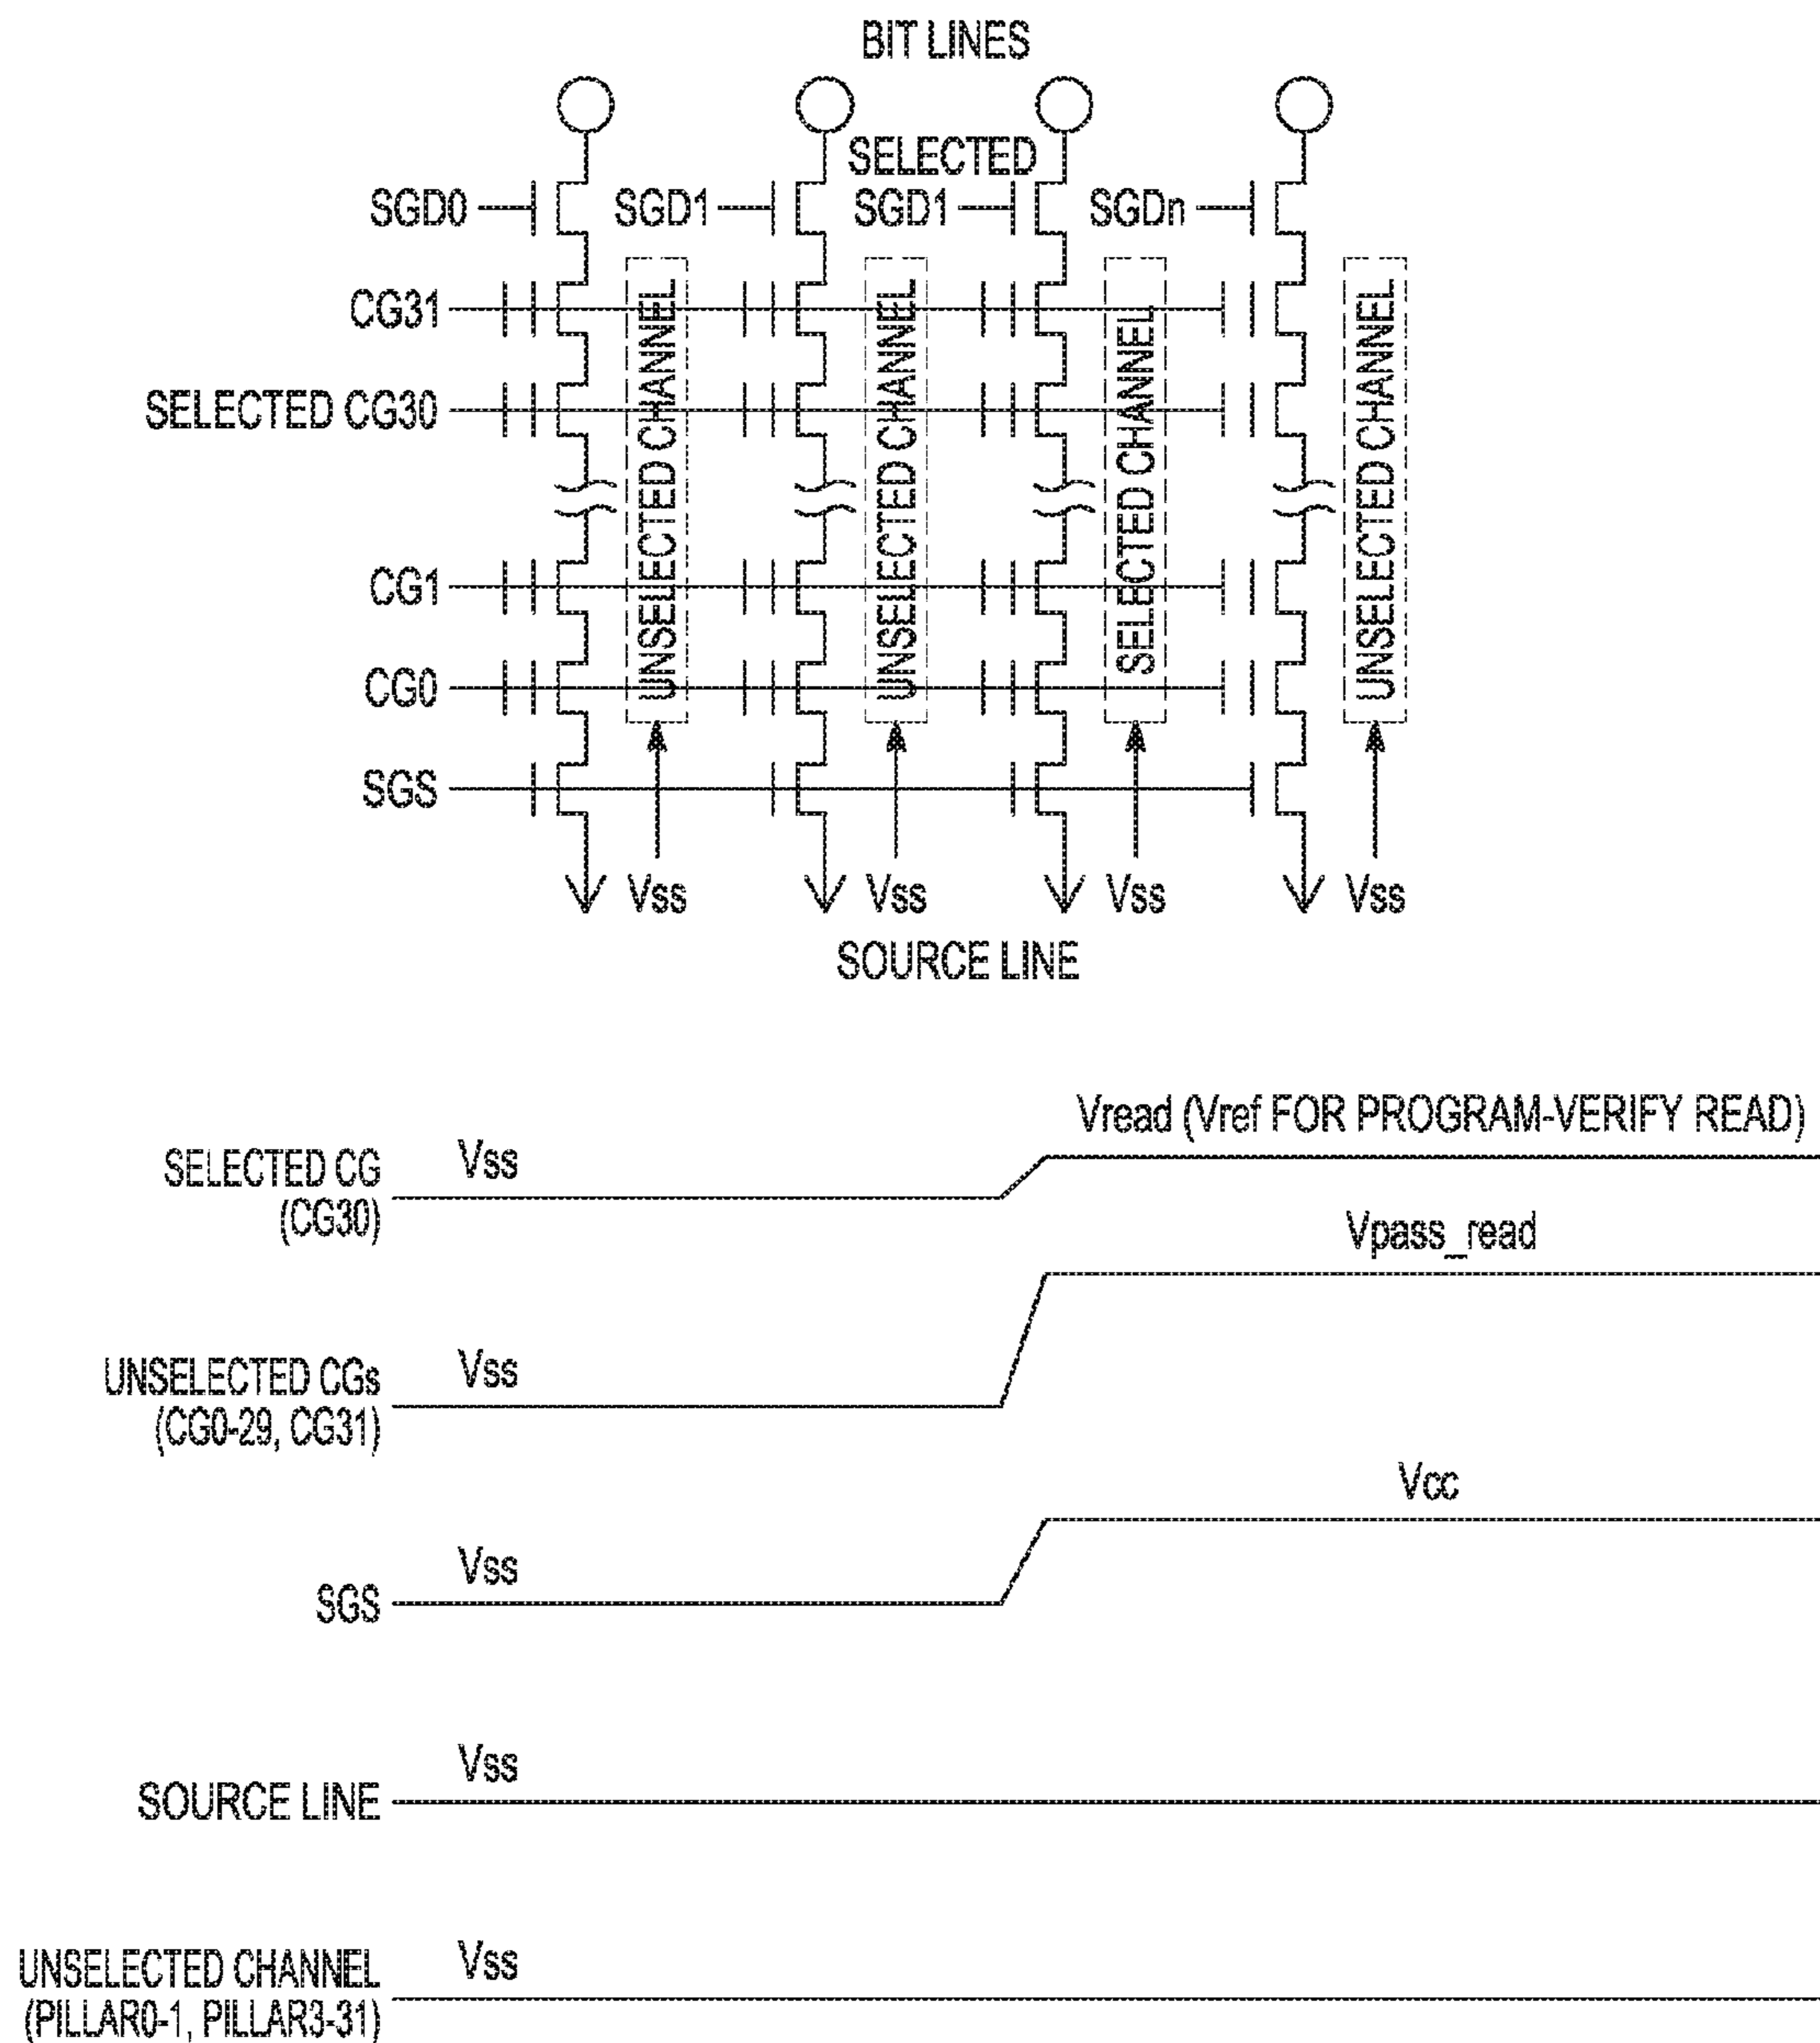 BIT LINES
SELECTED
SGD0 SGD1 SGD1 SGDn
CG31
SELECTED CG30
CG1
CG0
SGS
UNSELECTED CHANNEL
UNSELECTED CHANNEL
SELECTED CHANNEL
UNSELECTED CHANNEL
Vss Vss Vss Vss
SOURCE LINE
Vread (Vref FOR PROGRAM-VERIFY READ)
SELECTED CG Vss
(CG30)
Vpass_read
UNSELECTED CGs Vss
(CG0-29, CG31)
Vcc
SGS Vss
SOURCE LINE Vss
UNSELECTED CHANNEL Vss
(PILLAR0-1, PILLAR3-31)